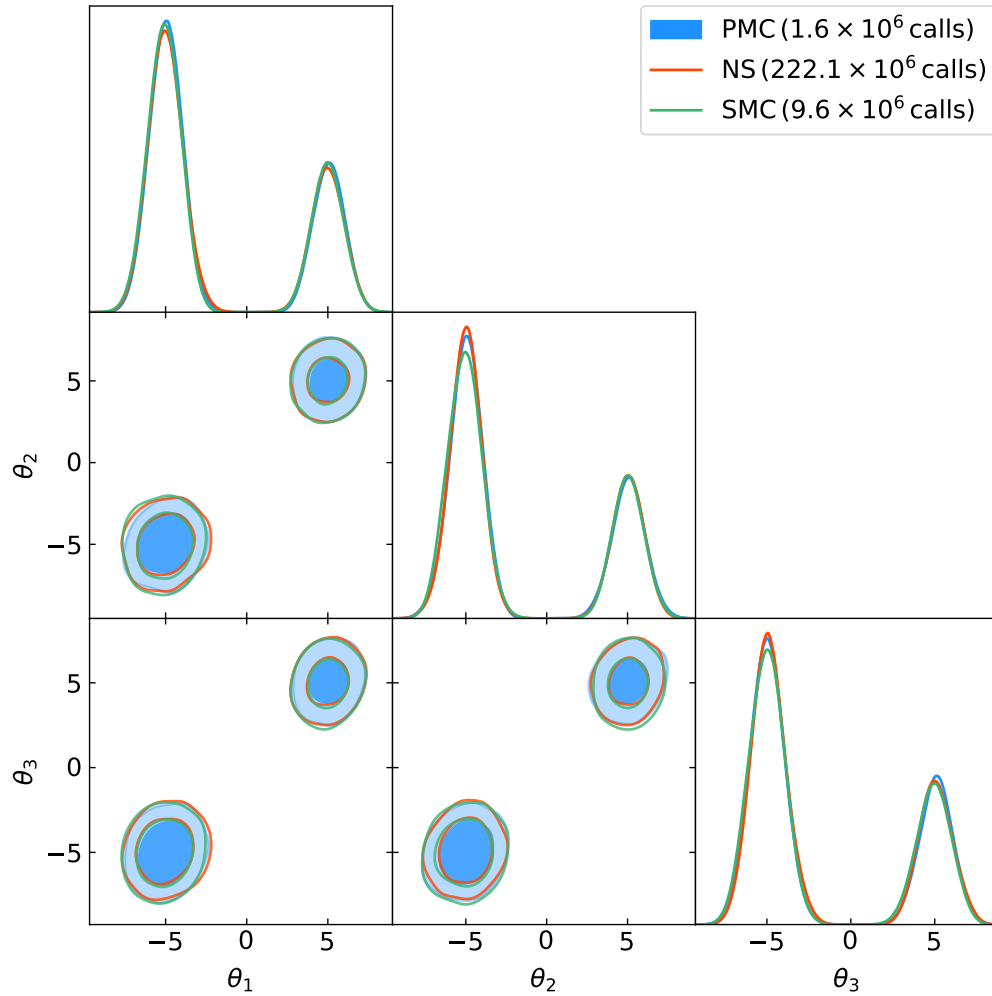 PMC (1.6 × 10⁶ calls)
NS (222.1 × 10⁶ calls)
SMC (9.6 × 10⁶ calls)
5
0
−5
θ₂
5
0
−5
θ₃
−5 0 5 −5 0 5 −5 0 5
θ₁ θ₂ θ₃